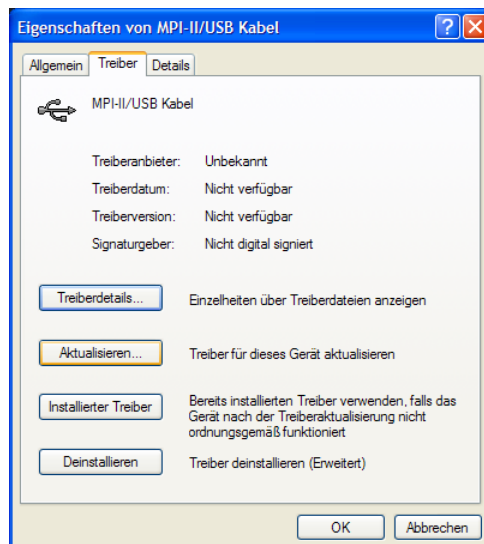 Eigenschaften von MPI-II/USB Kabel
Allgemein Treiber Details
MPI-II/USB Kabel
Treiberanbieter: Unbekannt
Treiberdatum: Nicht verfügbar
Treiberversion: Nicht verfügbar
Signaturgeber: Nicht digital signiert
Treiberdetails... Einzelheiten über Treiberdateien anzeigen
Aktualisieren... Treiber für dieses Gerät aktualisieren
Installierter Treiber Bereits installierten Treiber verwenden, falls das
Gerät nach der Treiberaktualisierung nicht
ordnungsgemäß funktioniert
Deinstallieren Treiber deinstallieren (Erweitert)
OK Abbrechen